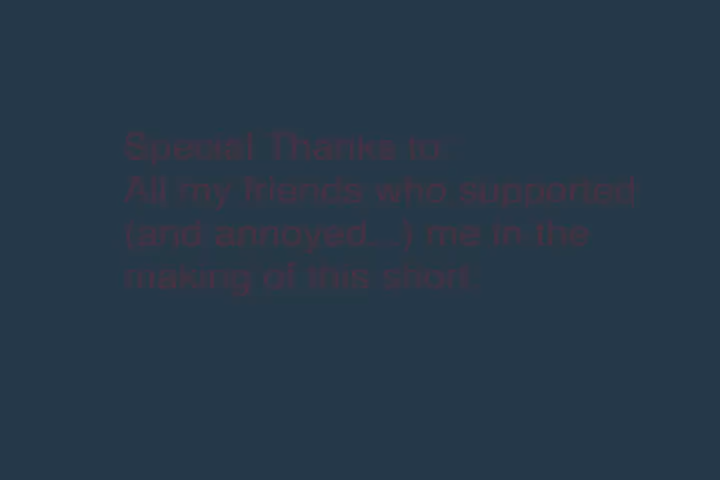 Special Thanks to:
All my friends who supported
(and annoyed...) me in the
making of this short.